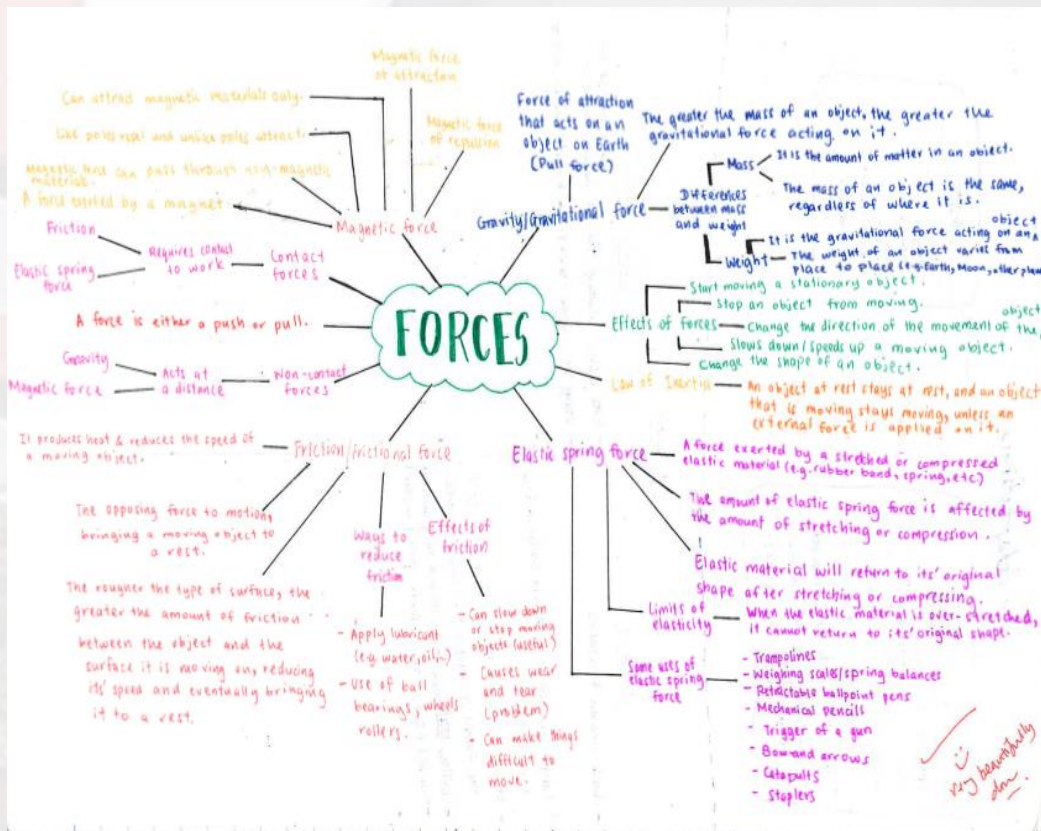 FORCES
Magnetic force
of attraction
Can attract magnetic materials only.
Like poles repel and unlike poles attract.
Magnetic force
of repulsion
Magnetic force can pass through non-magnetic
materials.
A force exerted by a magnet.
Magnetic force
Friction
Elastic spring
force
Requires contact
to work
Contact
forces
A force is either a push or pull.
Gravity
Magnetic force
Acts at
a distance
Non-contact
forces
Force of attraction
that acts on an
object on Earth
(Pull force)
The greater the mass of an object, the greater the
gravitational force acting on it.
Gravity/Gravitational force
Differences
between mass
and weight
Mass
It is the amount of matter in an object.
The mass of an object is the same,
regardless of where it is.
Weight
object
It is the gravitational force acting on an
The weight of an object varies from
place to place (e.g. Earth, Moon, other
Effects of forces
Start moving a stationary object.
Stop an object from moving.
object
Change the direction of the movement of the
Slows down/speeds up a moving object.
Change the shape of an object.
Law of Inertia
An object at rest stays at rest, and an object
that is moving stays moving, unless an
external force is applied on it.
Friction/frictional force
It produces heat & reduces the speed of
a moving object.
The opposing force to motion,
bringing a moving object to
a rest.
The rougher the type of surface, the
greater the amount of friction
between the object and the
surface it is moving on, reducing
its' speed and eventually bringing
it to a rest.
Ways to
reduce
friction
- Apply lubricant
(e.g. water, oil,..)
- Use of ball
bearings, wheels
rollers.
Effects of
friction
- Can slow down
or stop moving
objects (useful)
- Causes wear
and tear
(problem)
- Can make things
difficult to
move.
Elastic spring force
A force exerted by a stretched or compressed
elastic material (e.g. rubber band, spring, etc)
The amount of elastic spring force is affected by
the amount of stretching or compression.
Elastic material will return to its' original
shape after stretching or compressing.
Limits of
elasticity
When the elastic material is over-stretched,
it cannot return to its' original shape.
Some uses of
elastic spring
force
- Trampolines
- Weighing scales/spring balances
- Retractable ballpoint pens
- Mechanical pencils
- Trigger of a gun
- Bow and arrows
- Catapults
- Staplers
very beautifully
done.